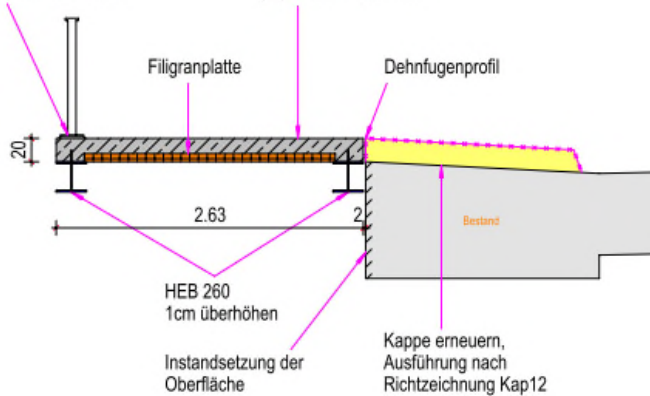 Filigranplatte
Dehnfugenprofil
20
2.63
2
Bestand
HEB 260
1cm überhöhen
Instandsetzung der
Oberfläche
Kappe erneuern,
Ausführung nach
Richtzeichnung Kap12